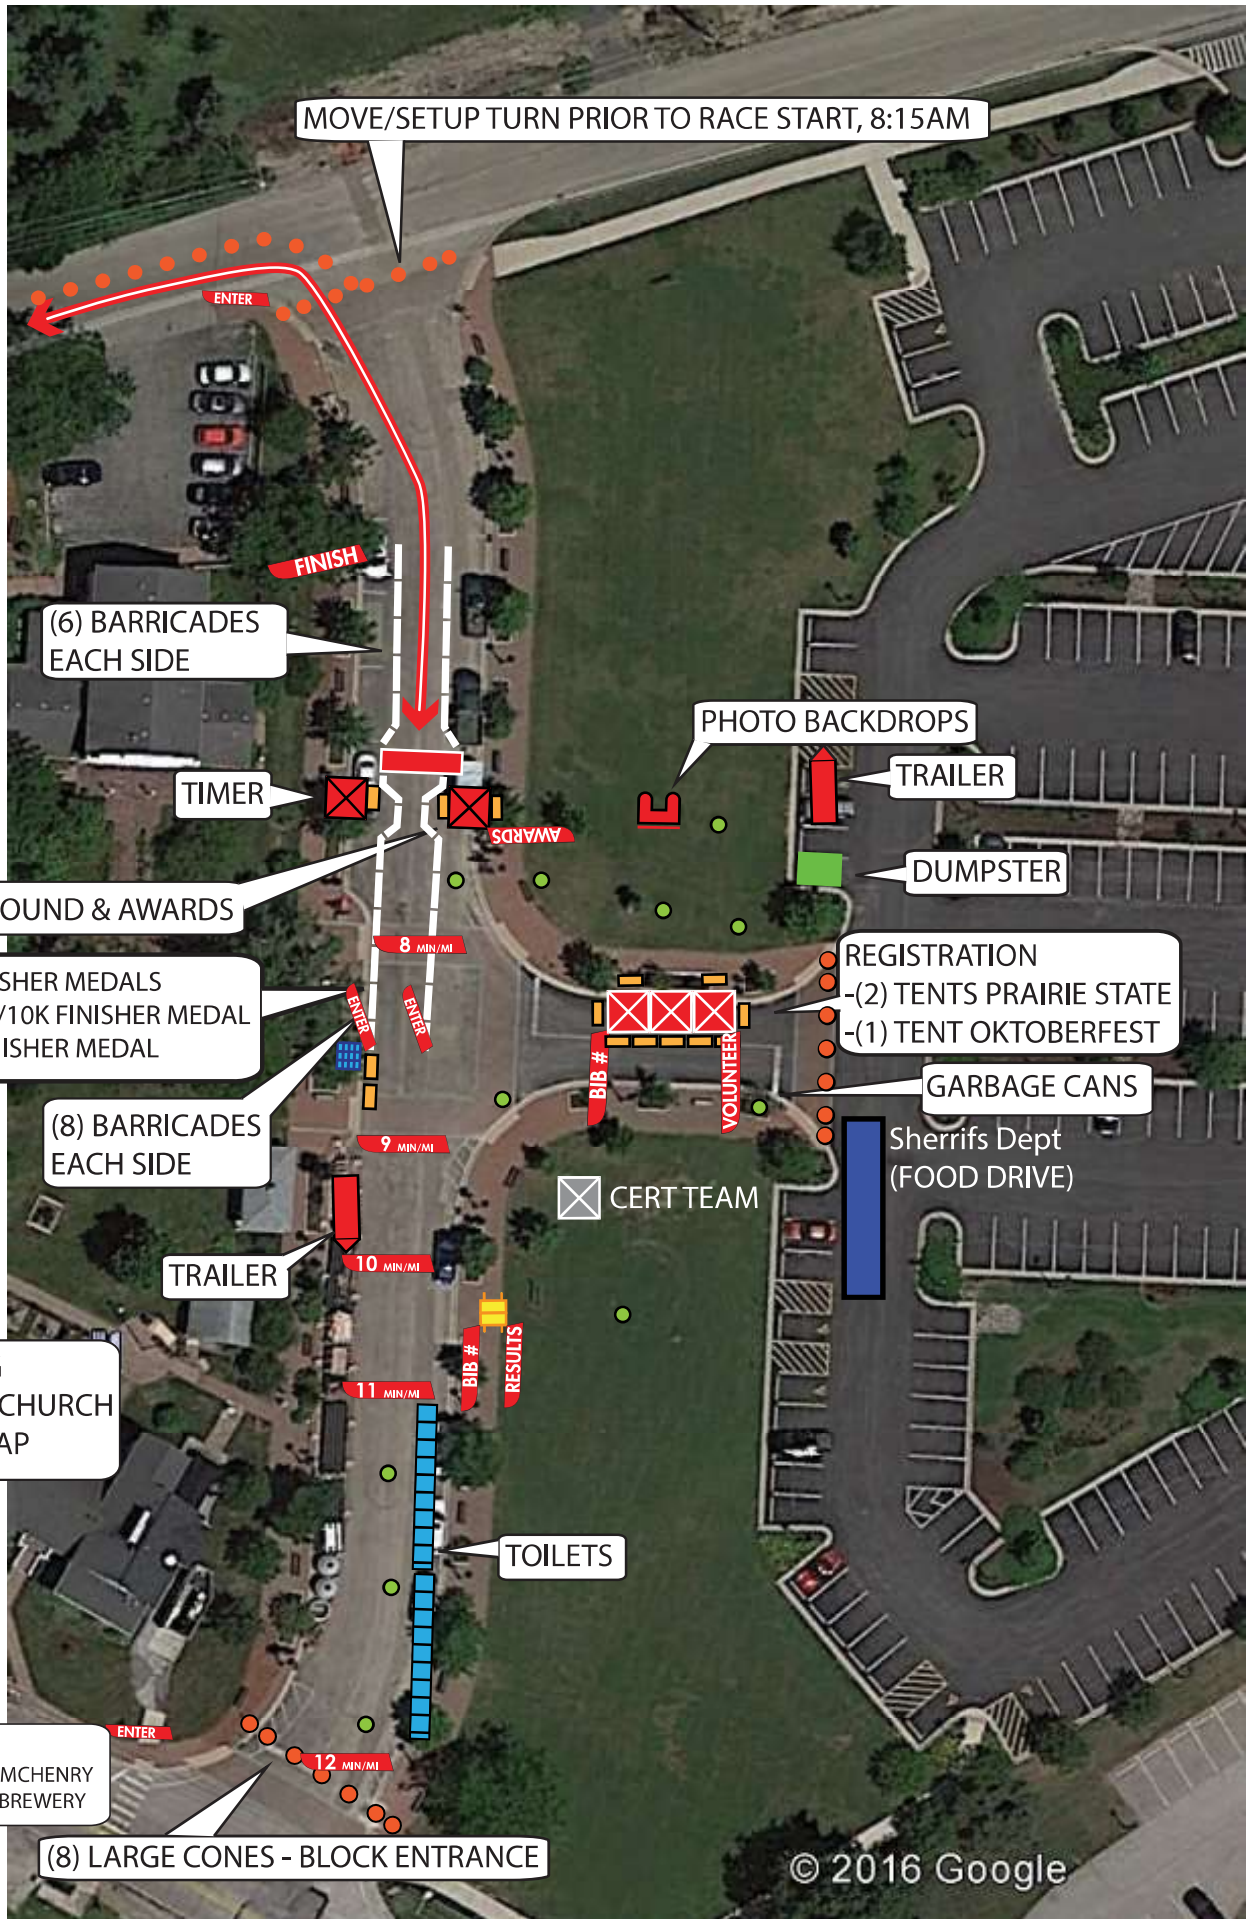 MOVE/SETUP TURN PRIOR TO RACE START, 8:15AM
ENTER
FINISH
(6) BARRICADES
EACH SIDE
PHOTO BACKDROPS
TRAILER
TIMER
AWARDS
DUMPSTER
OUND & AWARDS
8 MIN/MI
REGISTRATION
-(2) TENTS PRAIRIE STATE
-(1) TENT OKTOBERFEST
SHER MEDALS
/10K FINISHER MEDAL
ISHER MEDAL
ENTER
ENTER
BIB #
VOLUNTEER
GARBAGE CANS
(8) BARRICADES
EACH SIDE
9 MIN/MI
Sherrifs Dept
(FOOD DRIVE)
CERT TEAM
TRAILER
10 MIN/MI
BIB #
RESULTS
CHURCH
AP
11 MIN/MI
TOILETS
ENTER
12 MIN/MI
MCHENRY
BREWERY
(8) LARGE CONES - BLOCK ENTRANCE
© 2016 Google